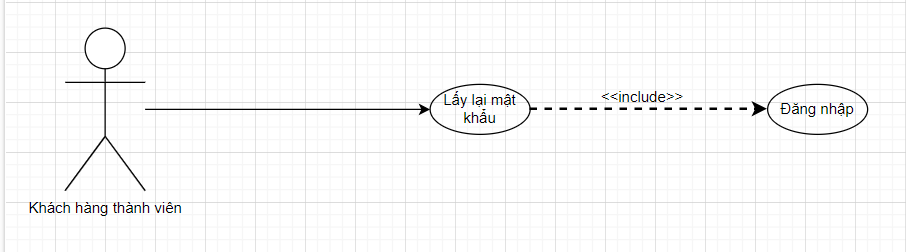 Lấy lại mật
khẩu
<<include>>
Đăng nhập
Khách hàng thành viên